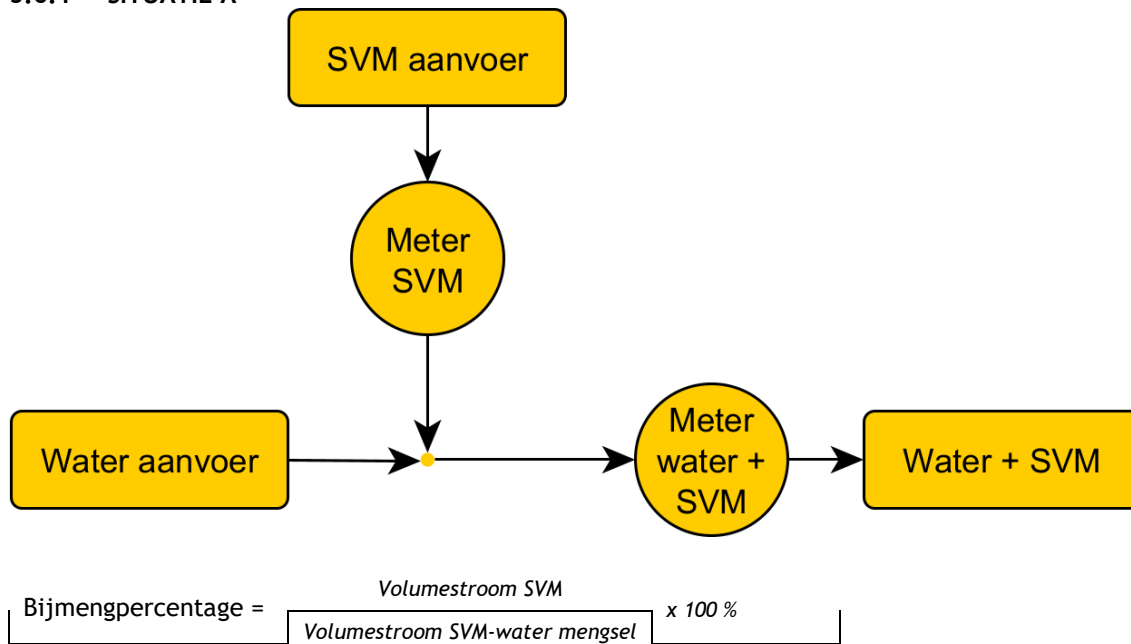 SVM aanvoer
Meter
SVM
Water aanvoer
Meter
water +
SVM
Water + SVM
Volumestroom SVM
Bijmengpercentage = x 100 %
Volumestroom SVM-water mengsel